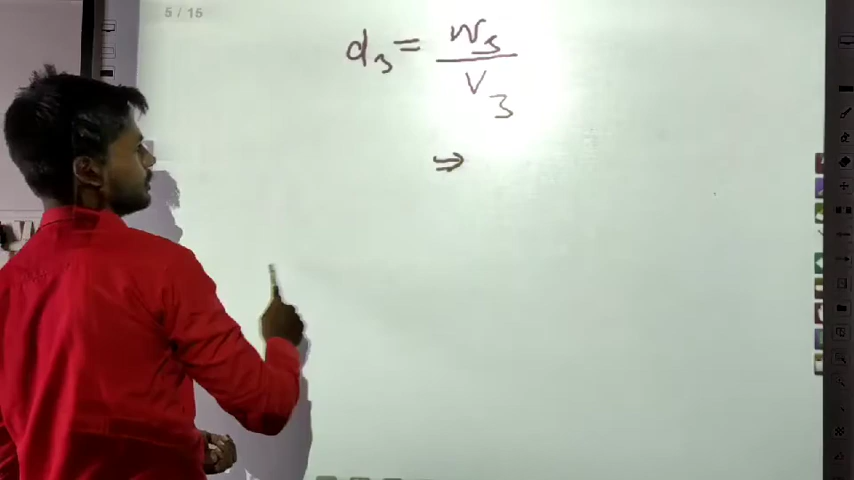 5 / 15
d₃ = W₃
V₃
⇒